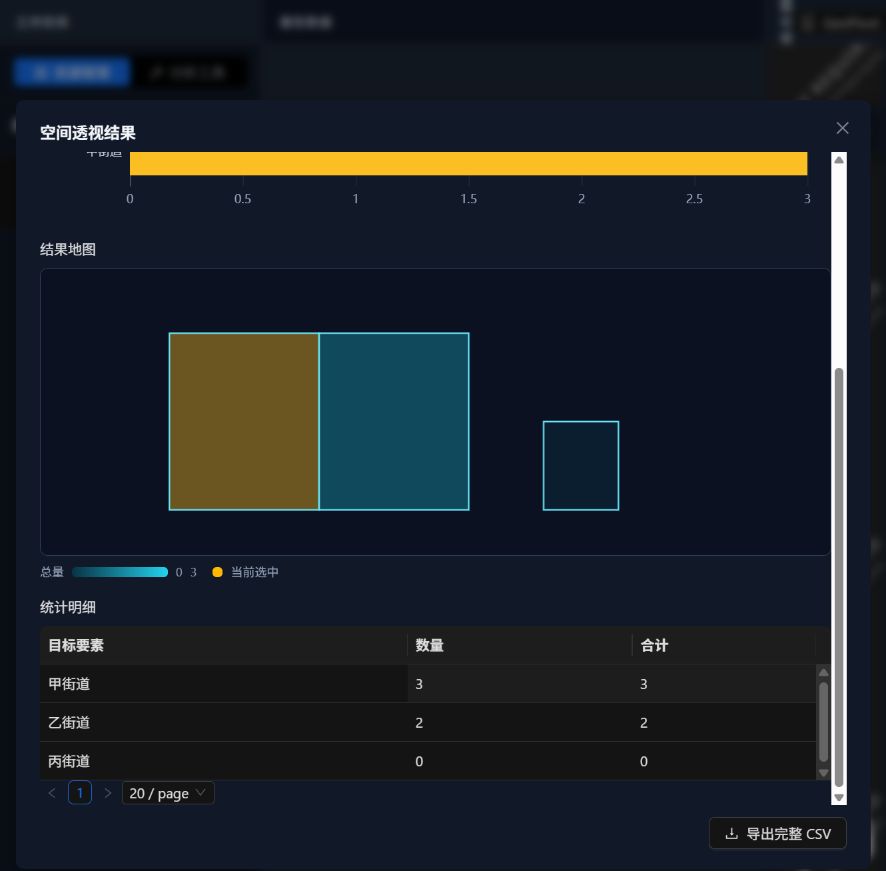 空间透视结果
甲街道
0 0.5 1 1.5 2 2.5 3
结果地图
总量 0 3 当前选中
统计明细
目标要素 数量 合计
甲街道 3 3
乙街道 2 2
丙街道 0 0
1 20 / page
导出完整 CSV